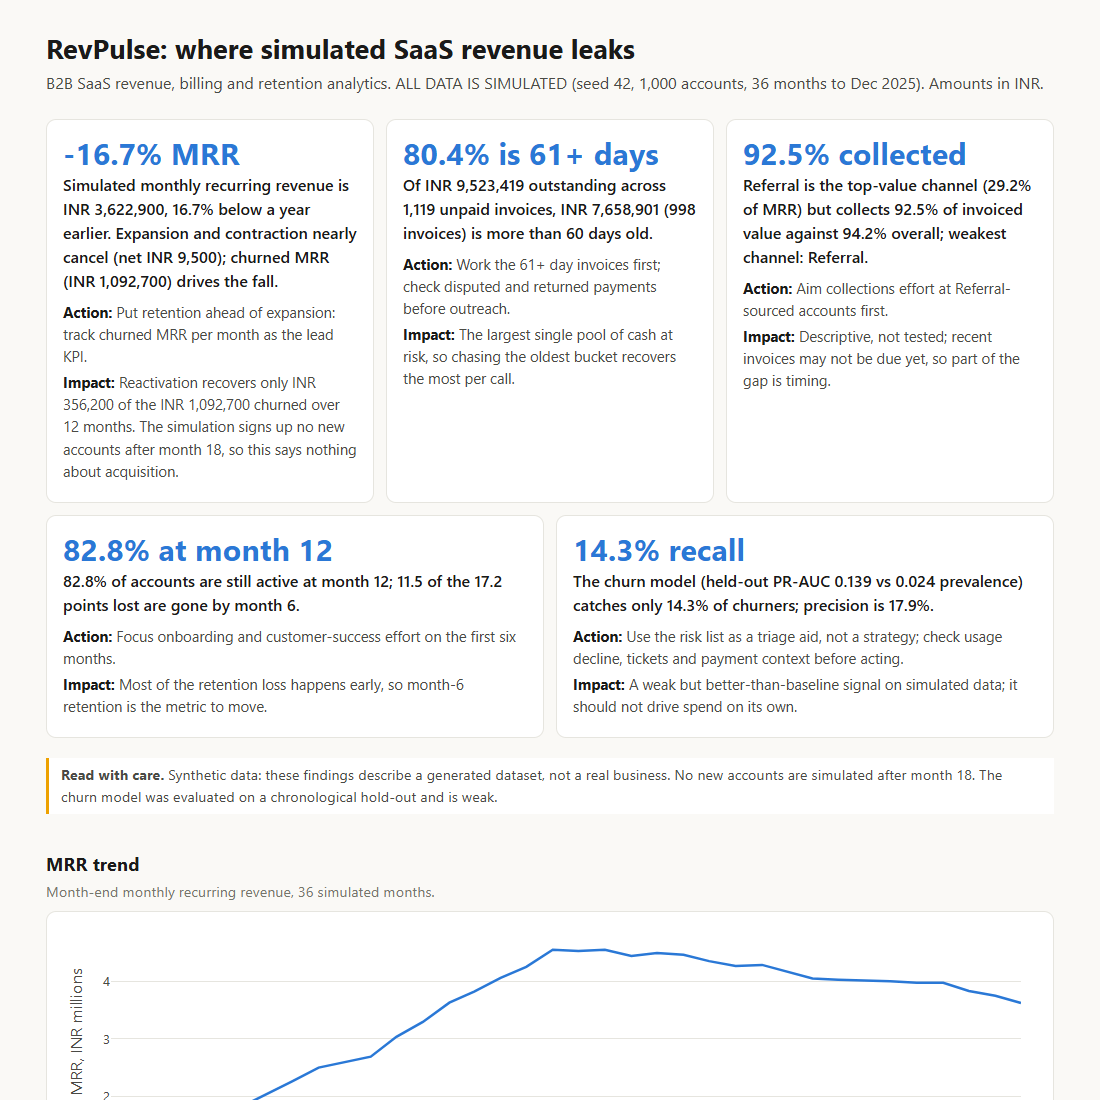 RevPulse: where simulated SaaS revenue leaks
B2B SaaS revenue, billing and retention analytics. ALL DATA IS SIMULATED (seed 42, 1,000 accounts, 36 months to Dec 2025). Amounts in INR.
-16.7% MRR
Simulated monthly recurring revenue is
INR 3,622,900, 16.7% below a year
earlier. Expansion and contraction nearly
cancel (net INR 9,500); churned MRR
(INR 1,092,700) drives the fall.
Action: Put retention ahead of expansion:
track churned MRR per month as the lead
KPI.
Impact: Reactivation recovers only INR
356,200 of the INR 1,092,700 churned over
12 months. The simulation signs up no new
accounts after month 18, so this says nothing
about acquisition.
80.4% is 61+ days
Of INR 9,523,419 outstanding across
1,119 unpaid invoices, INR 7,658,901 (998
invoices) is more than 60 days old.
Action: Work the 61+ day invoices first;
check disputed and returned payments
before outreach.
Impact: The largest single pool of cash at
risk, so chasing the oldest bucket recovers
the most per call.
92.5% collected
Referral is the top-value channel (29.2%
of MRR) but collects 92.5% of invoiced
value against 94.2% overall; weakest
channel: Referral.
Action: Aim collections effort at Referral-
sourced accounts first.
Impact: Descriptive, not tested; recent
invoices may not be due yet, so part of the
gap is timing.
82.8% at month 12
82.8% of accounts are still active at month 12; 11.5 of the 17.2
points lost are gone by month 6.
Action: Focus onboarding and customer-success effort on the first six
months.
Impact: Most of the retention loss happens early, so month-6
retention is the metric to move.
14.3% recall
The churn model (held-out PR-AUC 0.139 vs 0.024 prevalence)
catches only 14.3% of churners; precision is 17.9%.
Action: Use the risk list as a triage aid, not a strategy; check usage
decline, tickets and payment context before acting.
Impact: A weak but better-than-baseline signal on simulated data; it
should not drive spend on its own.
Read with care. Synthetic data: these findings describe a generated dataset, not a real business. No new accounts are simulated after month 18. The
churn model was evaluated on a chronological hold-out and is weak.
MRR trend
Month-end monthly recurring revenue, 36 simulated months.
MRR, INR millions
4
3
2